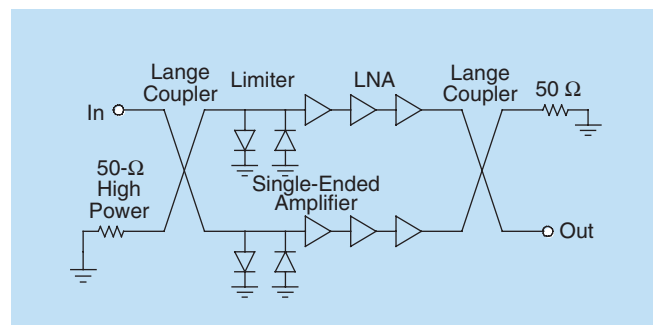 Lange
Coupler
Limiter
LNA
Lange
Coupler
50 Ω
In
50-Ω
High
Power
Single-Ended
Amplifier
Out